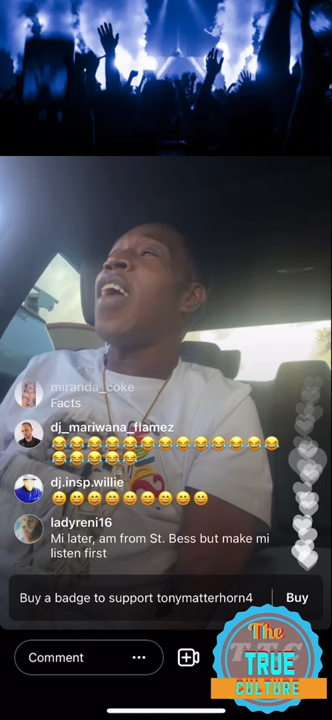 miranda_coke
Facts
dj_mariwana_flamez
😂😂😂😂😂😂😂😂😂😂😂😂😂
😂😂😂😂😂
dj.insp.willie
😀😀😀😀😀😀😀😀😀
ladyreni16
Mi later, am from St. Bess but make mi
listen first
Buy a badge to support tonymatterhorn4
Buy
Comment
The
T.T.C
TRUE
CULTURE